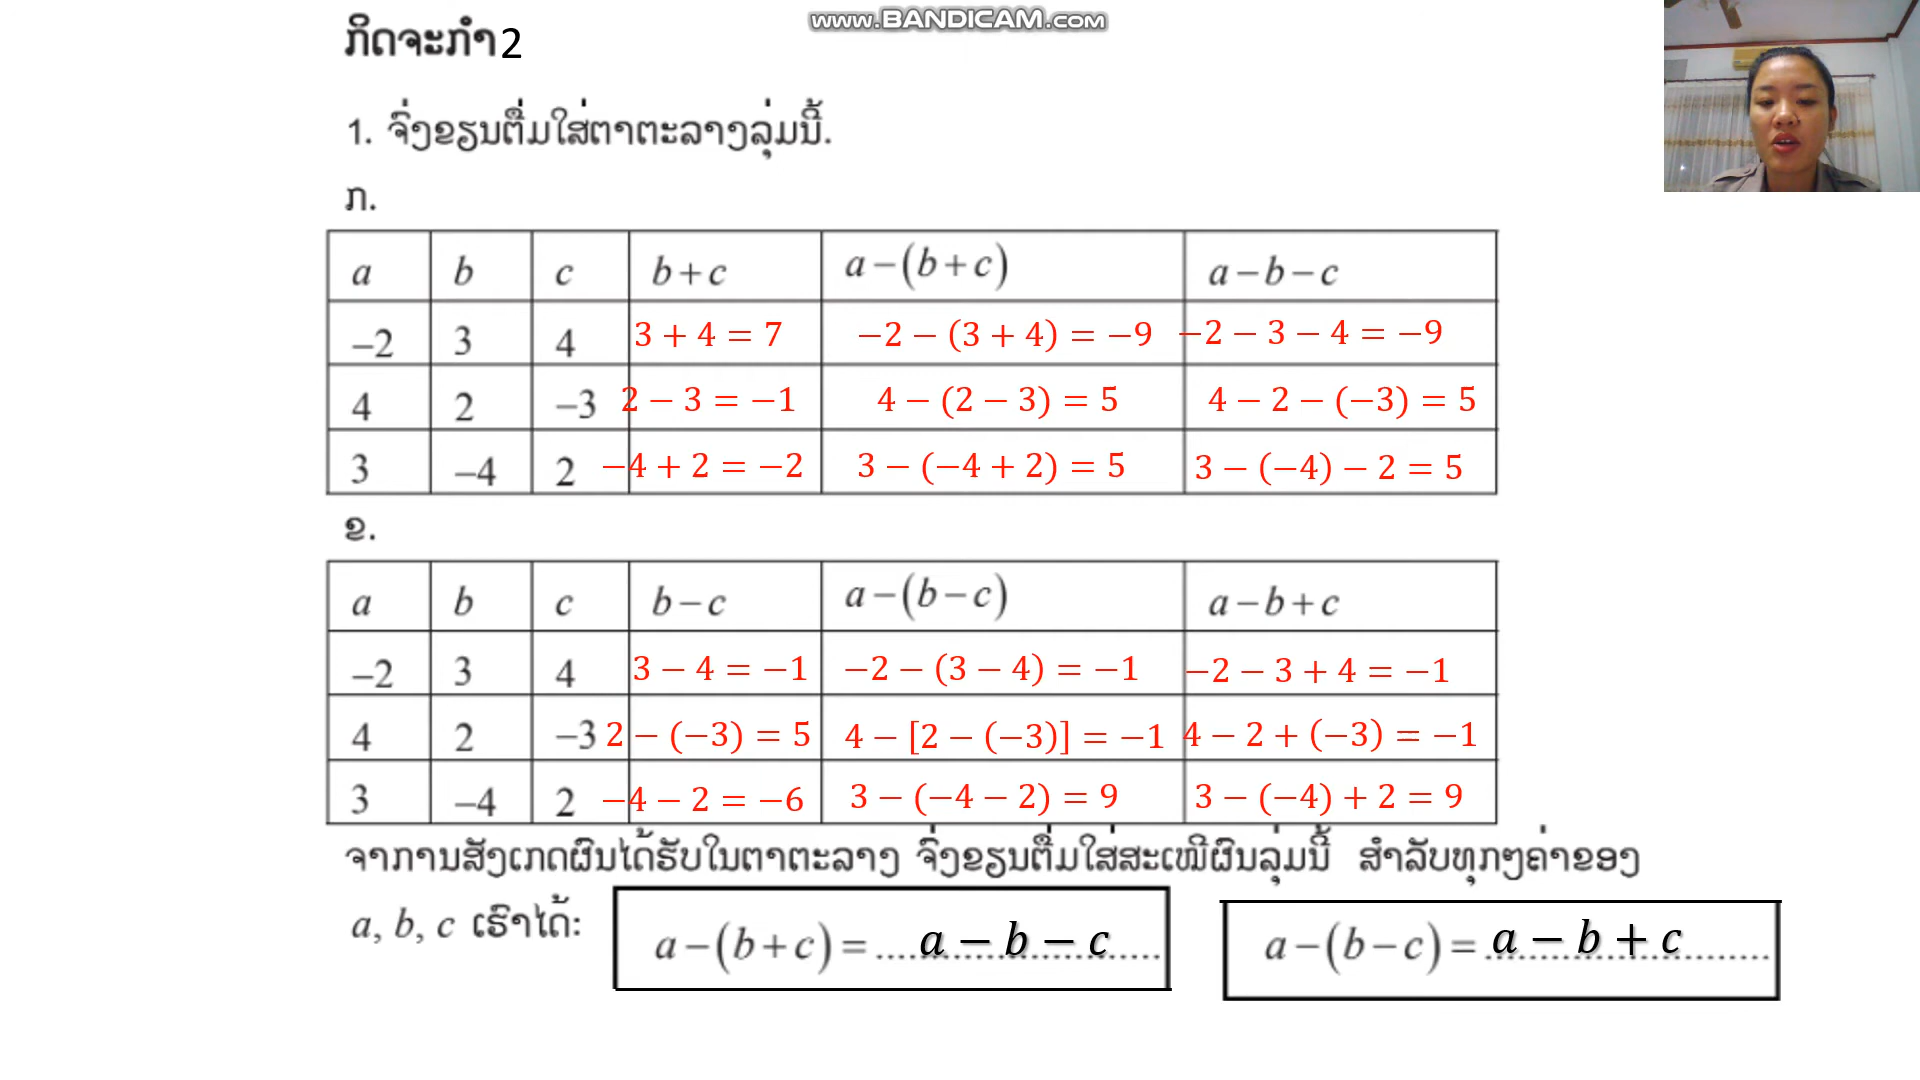 www.BANDICAM.com
ກິດຈະກຳ2
1. ຈົ່ງຂຽນຕື່ມໃສ່ຕາຕະລາງລຸ່ມນີ້.
ກ.
a b c b+c a−(b+c) a−b−c
−2 3 4 3 + 4 = 7 −2 − (3 + 4) = −9 −2 − 3 − 4 = −9
4 2 −3 2 − 3 = −1 4 − (2 − 3) = 5 4 − 2 − (−3) = 5
3 −4 2 −4 + 2 = −2 3 − (−4 + 2) = 5 3 − (−4) − 2 = 5
ຂ.
a b c b−c a−(b−c) a−b+c
−2 3 4 3 − 4 = −1 −2 − (3 − 4) = −1 −2 − 3 + 4 = −1
4 2 −3 2 − (−3) = 5 4 − [2 − (−3)] = −1 4 − 2 + (−3) = −1
3 −4 2 −4 − 2 = −6 3 − (−4 − 2) = 9 3 − (−4) + 2 = 9
ຈາການສັງເກດຜົນໄດ້ຮັບໃນຕາຕະລາງ ຈົ່ງຂຽນຕື່ມໃສ່ສະເໝີຜົນລຸ່ມນີ້ ສຳລັບທຸກໆຄ່າຂອງ
a, b, c ເຮົາໄດ້: a−(b+c)= a − b − c a−(b−c)= a − b + c